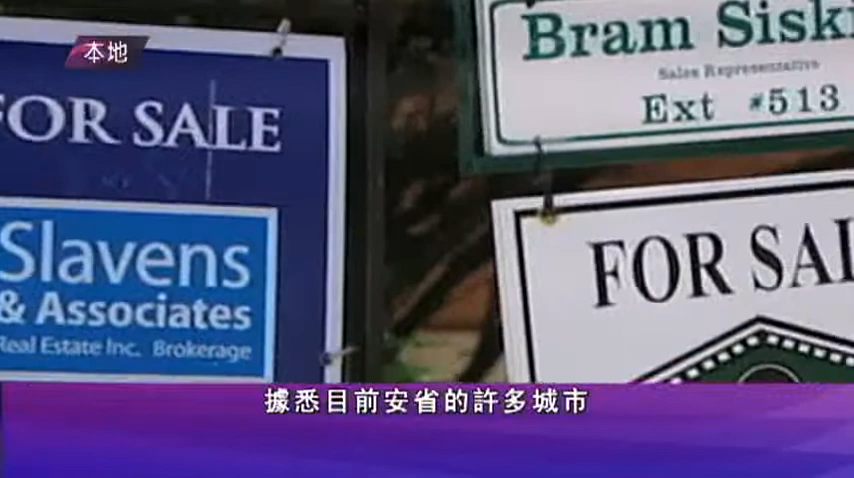 本地
FOR SALE
Slavens
& Associates
Real Estate Inc. Brokerage
Bram Siski
Sales Representative
Ext #513
FOR SAL
據悉目前安省的許多城市